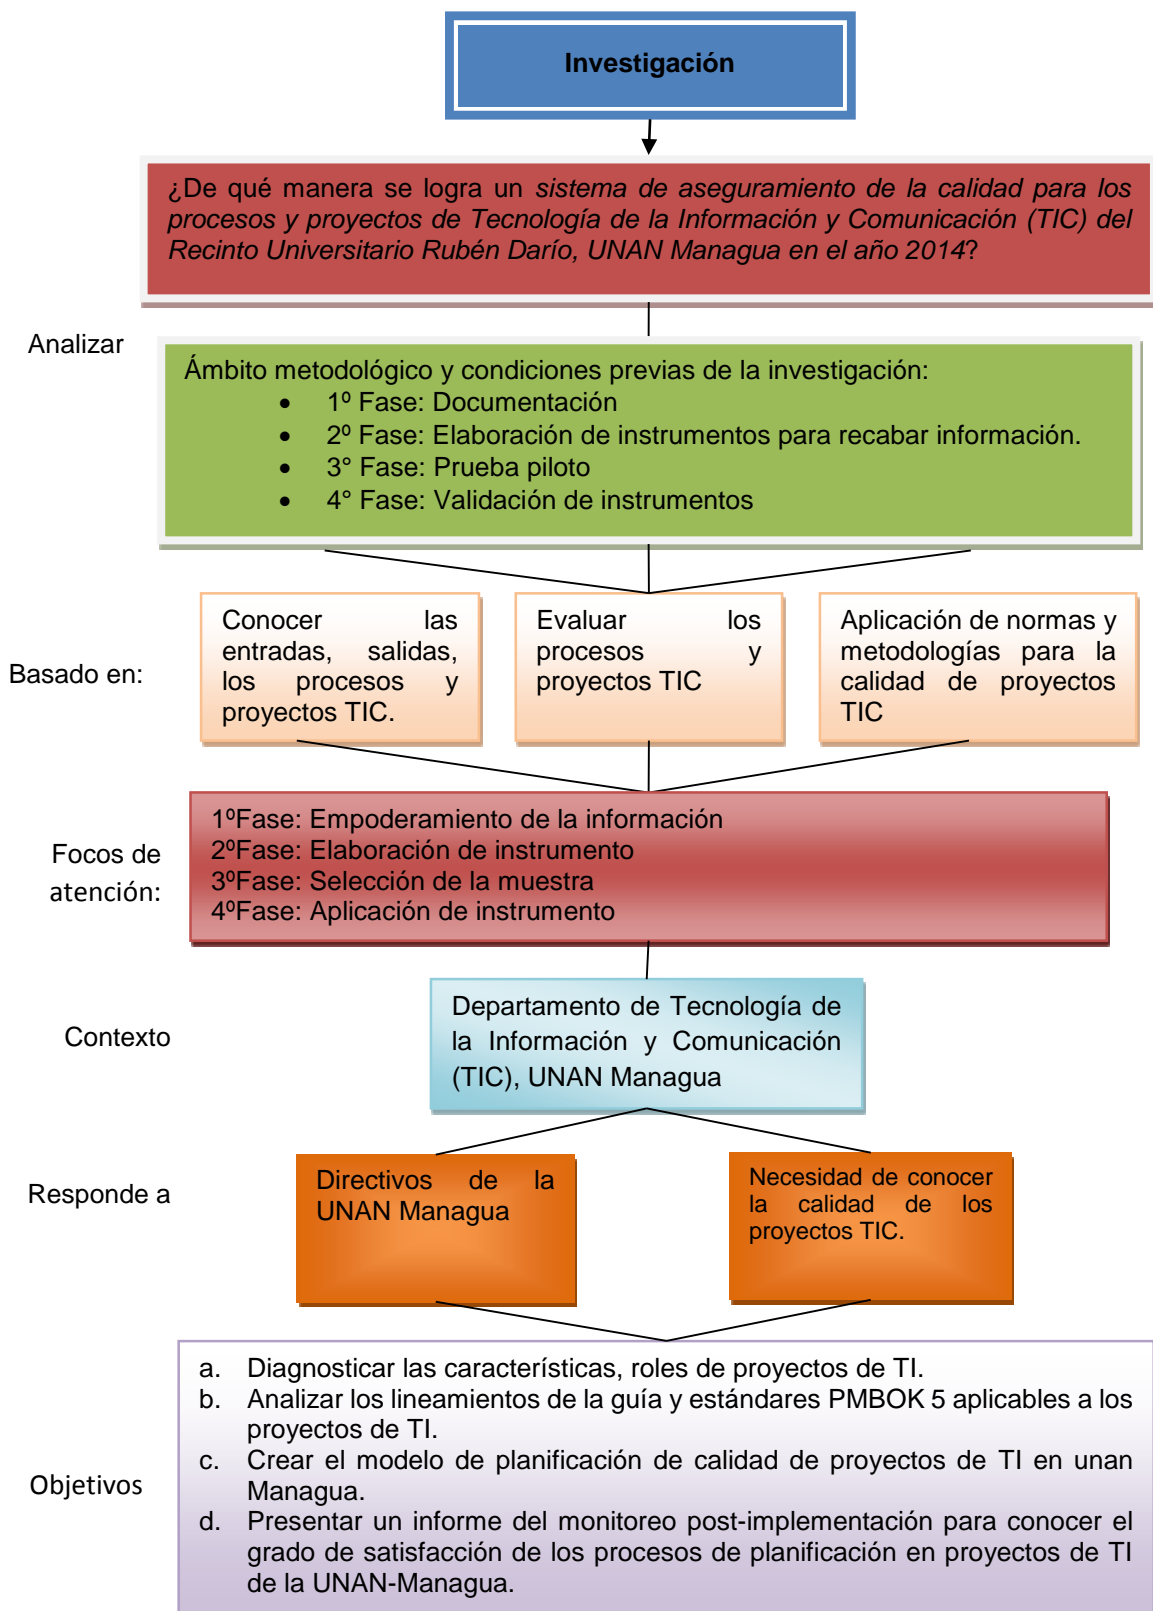 Investigación
¿De qué manera se logra un sistema de aseguramiento de la calidad para los
procesos y proyectos de Tecnología de la Información y Comunicación (TIC) del
Recinto Universitario Rubén Darío, UNAN Managua en el año 2014?
Analizar
Ámbito metodológico y condiciones previas de la investigación:
• 1º Fase: Documentación
• 2º Fase: Elaboración de instrumentos para recabar información.
• 3° Fase: Prueba piloto
• 4° Fase: Validación de instrumentos
Basado en:
Conocer las
entradas, salidas,
los procesos y
proyectos TIC.
Evaluar los
procesos y
proyectos TIC
Aplicación de normas y
metodologías para la
calidad de proyectos
TIC
Focos de
atención:
1ºFase: Empoderamiento de la información
2ºFase: Elaboración de instrumento
3ºFase: Selección de la muestra
4ºFase: Aplicación de instrumento
Contexto
Departamento de Tecnología de
la Información y Comunicación
(TIC), UNAN Managua
Responde a
Directivos de la
UNAN Managua
Necesidad de conocer
la calidad de los
proyectos TIC.
Objetivos
a. Diagnosticar las características, roles de proyectos de TI.
b. Analizar los lineamientos de la guía y estándares PMBOK 5 aplicables a los
proyectos de TI.
c. Crear el modelo de planificación de calidad de proyectos de TI en unan
Managua.
d. Presentar un informe del monitoreo post-implementación para conocer el
grado de satisfacción de los procesos de planificación en proyectos de TI
de la UNAN-Managua.